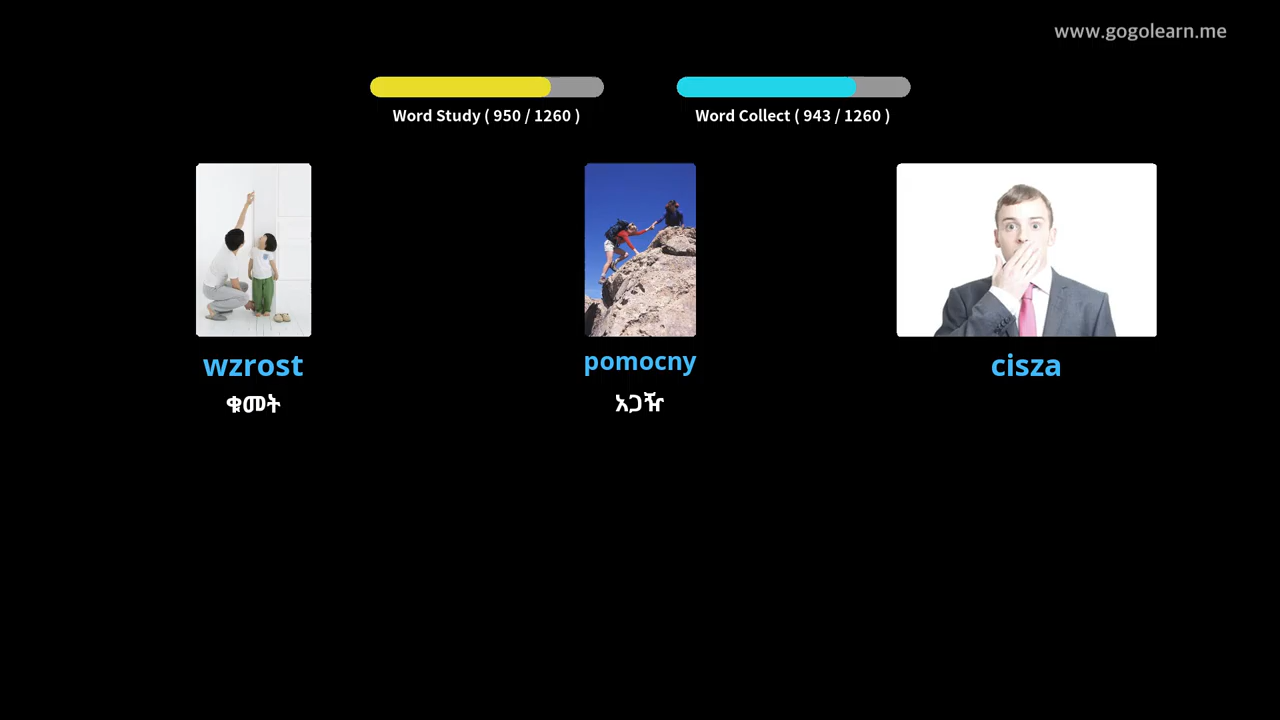 www.gogolearn.me
Word Study ( 950 / 1260 )
Word Collect ( 943 / 1260 )
wzrost
pomocny
cisza
ቁመት
አጋዥ